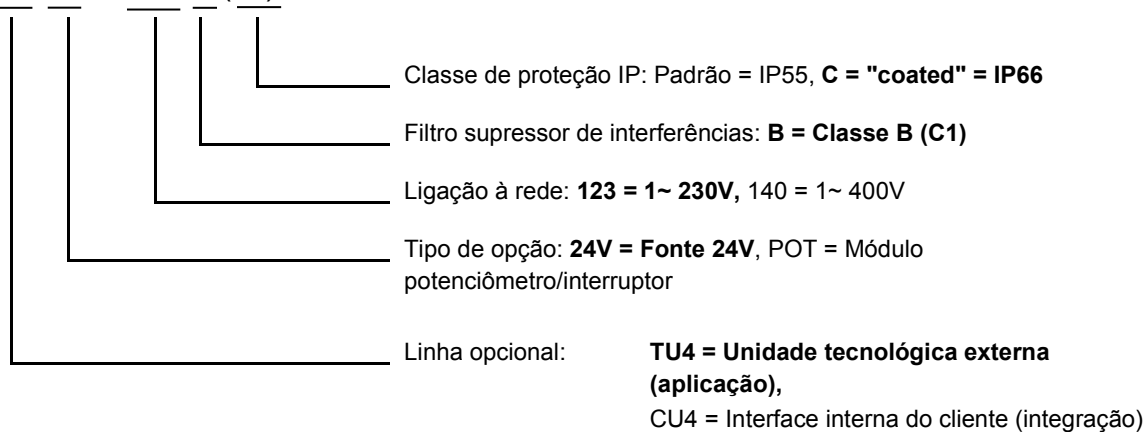 Classe de proteção IP: Padrão = IP55, C = "coated" = IP66
Filtro supressor de interferências: B = Classe B (C1)
Ligação à rede: 123 = 1~ 230V, 140 = 1~ 400V
Tipo de opção: 24V = Fonte 24V, POT = Módulo
potenciômetro/interruptor
Linha opcional: TU4 = Unidade tecnológica externa
(aplicação),
CU4 = Interface interna do cliente (integração)